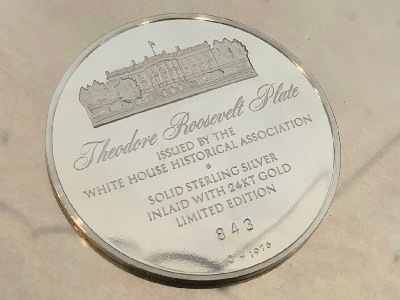 Theodore Roosevelt Plate
ISSUED BY THE
WHITE HOUSE HISTORICAL ASSOCIATION
•
SOLID STERLING SILVER
INLAID WITH 24KT GOLD
LIMITED EDITION
843
1976